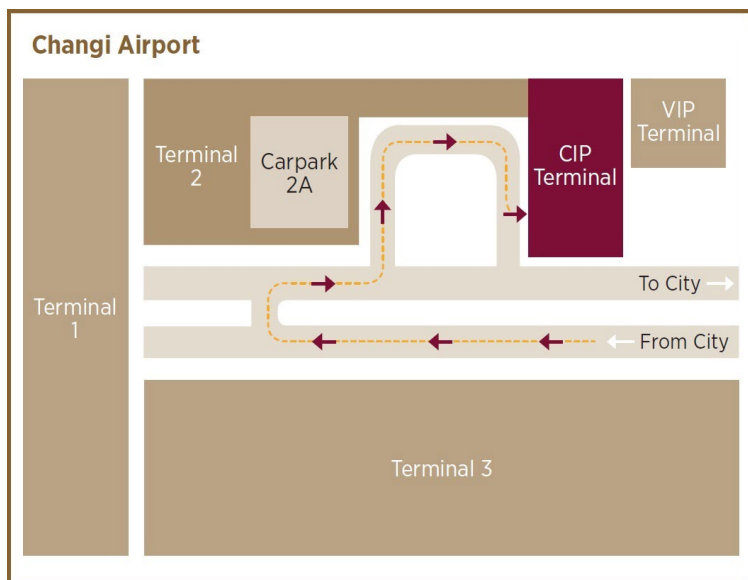 Changi Airport
Terminal
1
Terminal
2
Carpark
2A
CIP
Terminal
VIP
Terminal
To City
From City
Terminal 3